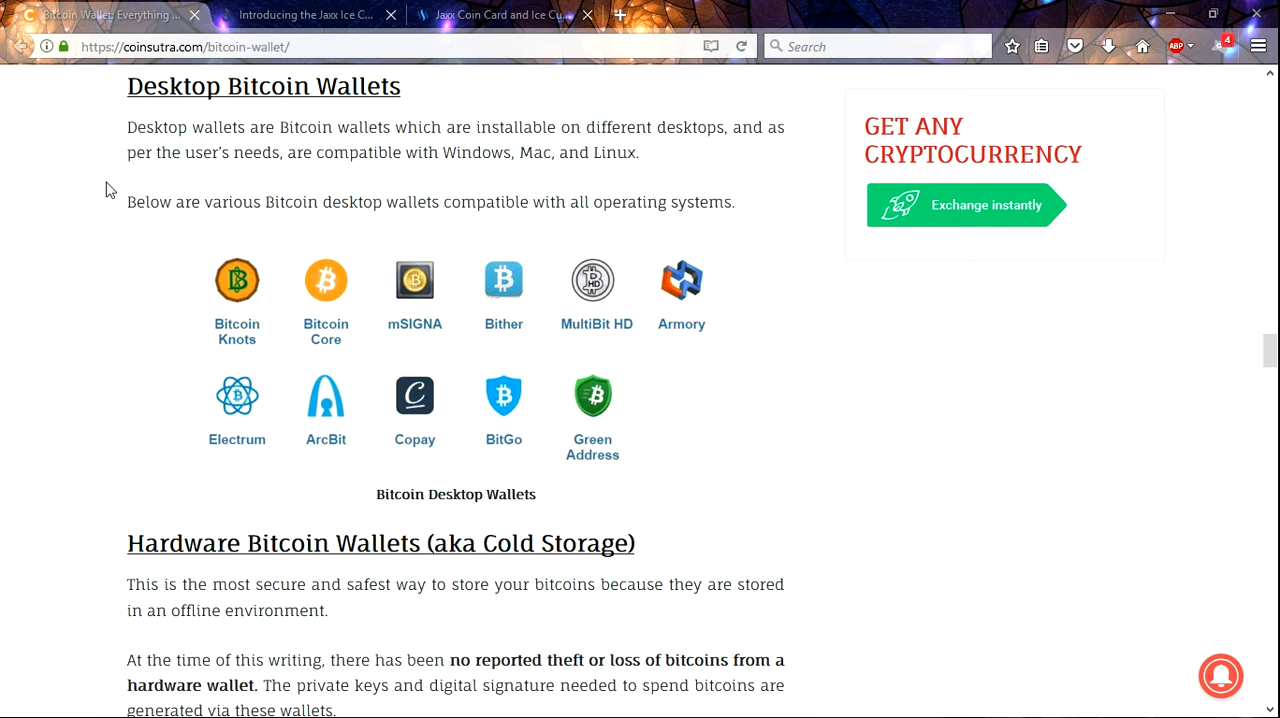 Bitcoin Wallet: Everything ...
Introducing the Jaxx Ice C...
Jaxx Coin Card and Ice Cu...
https://coinsutra.com/bitcoin-wallet/
Search
ABP
4
Desktop Bitcoin Wallets
Desktop wallets are Bitcoin wallets which are installable on different desktops, and as
per the user's needs, are compatible with Windows, Mac, and Linux.
Below are various Bitcoin desktop wallets compatible with all operating systems.
GET ANY
CRYPTOCURRENCY
Exchange instantly
HD
Bitcoin Knots
Bitcoin Core
mSIGNA
Bither
MultiBit HD
Armory
Electrum
ArcBit
Copay
BitGo
Green Address
Bitcoin Desktop Wallets
Hardware Bitcoin Wallets (aka Cold Storage)
This is the most secure and safest way to store your bitcoins because they are stored
in an offline environment.
At the time of this writing, there has been no reported theft or loss of bitcoins from a
hardware wallet. The private keys and digital signature needed to spend bitcoins are
generated via these wallets.